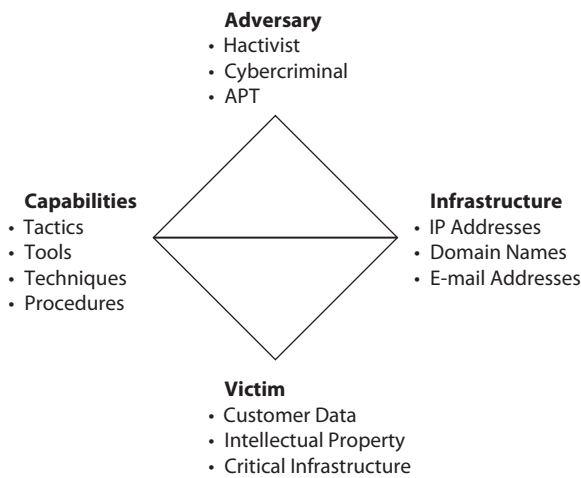 Adversary
• Hactivist
• Cybercriminal
• APT
Capabilities
• Tactics
• Tools
• Techniques
• Procedures
Infrastructure
• IP Addresses
• Domain Names
• E-mail Addresses
Victim
• Customer Data
• Intellectual Property
• Critical Infrastructure